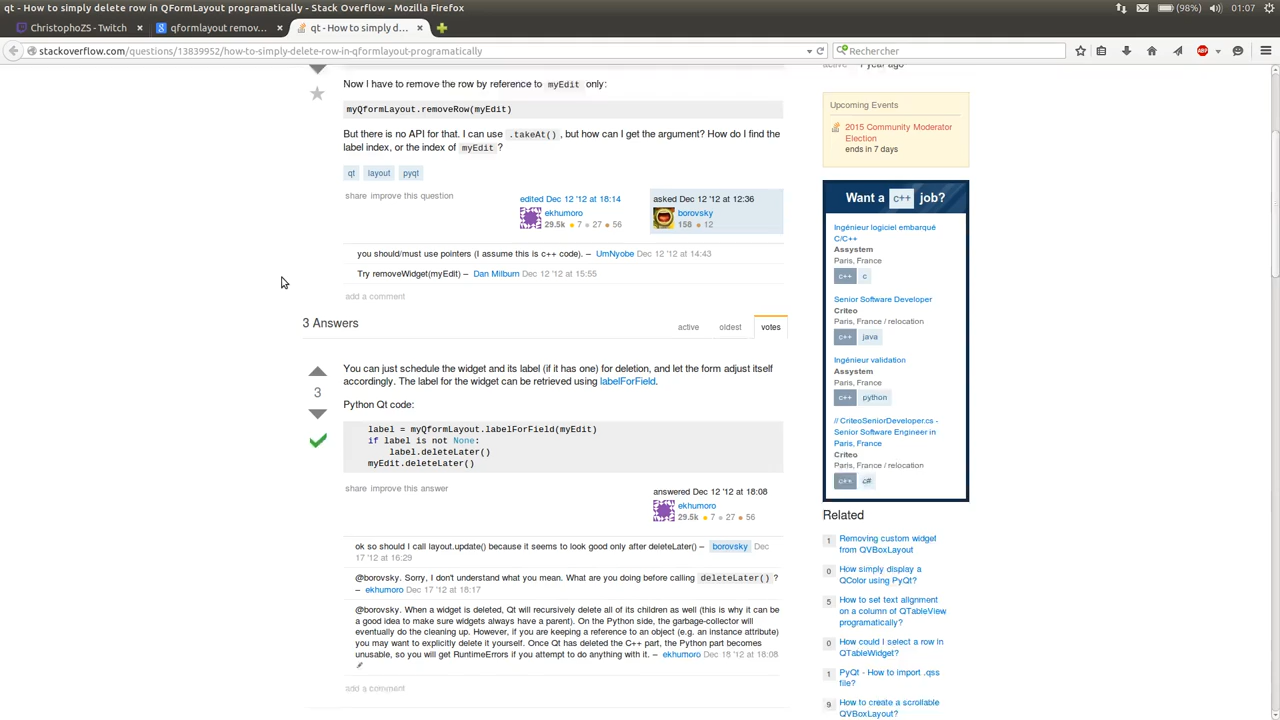 programatically - Stack Overflow - Mozilla Firefox
(98%)
01:07
ChristophoZS - Twitch
qformlayout remov...
qt - How to simply d...
stackoverflow.com/questions/13839952/how-to-simply-delete-row-in-qformlayout-programatically
Rechercher
active 1 year ago
Now I have to remove the row by reference to myEdit only:
myQformLayout.removeRow(myEdit)
But there is no API for that. I can use .takeAt() , but how can I get the argument? How do I find the
label index, or the index of myEdit ?
qt layout pyqt
share improve this question
edited Dec 12 '12 at 18:14
ekhumoro
29.5k 7 27 56
asked Dec 12 '12 at 12:36
borovsky
158 12
you should/must use pointers (I assume this is c++ code). – UmNyobe Dec 12 '12 at 14:43
Try removeWidget(myEdit) – Dan Milburn Dec 12 '12 at 15:55
add a comment
3 Answers
active oldest votes
3
You can just schedule the widget and its label (if it has one) for deletion, and let the form adjust itself
accordingly. The label for the widget can be retrieved using labelForField.
Python Qt code:
label = myQformLayout.labelForField(myEdit)
if label is not None:
label.deleteLater()
myEdit.deleteLater()
share improve this answer
answered Dec 12 '12 at 18:08
ekhumoro
29.5k 7 27 56
ok so should I call layout.update() because it seems to look good only after deleteLater() – borovsky Dec
17 '12 at 16:29
@borovsky. Sorry, I don't understand what you mean. What are you doing before calling deleteLater() ?
– ekhumoro Dec 17 '12 at 18:17
@borovsky. When a widget is deleted, Qt will recursively delete all of its children as well (this is why it can be
a good idea to make sure widgets always have a parent). On the Python side, the garbage-collector will
eventually do the cleaning up. However, if you are keeping a reference to an object (e.g. an instance attribute)
you may want to explicitly delete it yourself. Once Qt has deleted the C++ part, the Python part becomes
unusable, so you will get RuntimeErrors if you attempt to do anything with it. – ekhumoro Dec 18 '12 at 18:08
add a comment
Upcoming Events
2015 Community Moderator
Election
ends in 7 days
Want a c++ job?
Ingénieur logiciel embarqué
C/C++
Assystem
Paris, France
c++ c
Senior Software Developer
Criteo
Paris, France / relocation
c++ java
Ingénieur validation
Assystem
Paris, France
c++ python
// CriteoSeniorDeveloper.cs -
Senior Software Engineer in
Paris, France
Criteo
Paris, France / relocation
c++ c#
Related
1 Removing custom widget
from QVBoxLayout
0 How simply display a
QColor using PyQt?
5 How to set text alignment
on a column of QTableView
programatically?
0 How could I select a row in
QTableWidget?
1 PyQt - How to import .qss
file?
9 How to create a scrollable
QVBoxLayout?